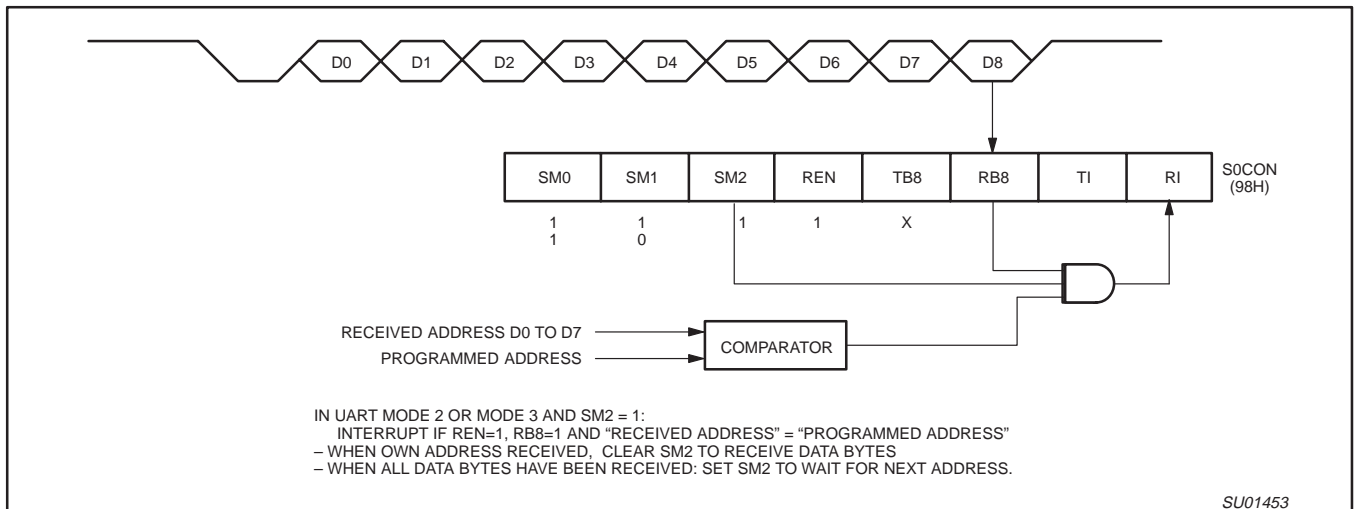 D0 D1 D2 D3 D4 D5 D6 D7 D8
SM0 SM1 SM2 REN TB8 RB8 TI RI S0CON
(98H)
1 1 1 1 X
1 0
RECEIVED ADDRESS D0 TO D7
PROGRAMMED ADDRESS
COMPARATOR
IN UART MODE 2 OR MODE 3 AND SM2 = 1:
INTERRUPT IF REN=1, RB8=1 AND “RECEIVED ADDRESS” = “PROGRAMMED ADDRESS”
– WHEN OWN ADDRESS RECEIVED, CLEAR SM2 TO RECEIVE DATA BYTES
– WHEN ALL DATA BYTES HAVE BEEN RECEIVED: SET SM2 TO WAIT FOR NEXT ADDRESS.
SU01453